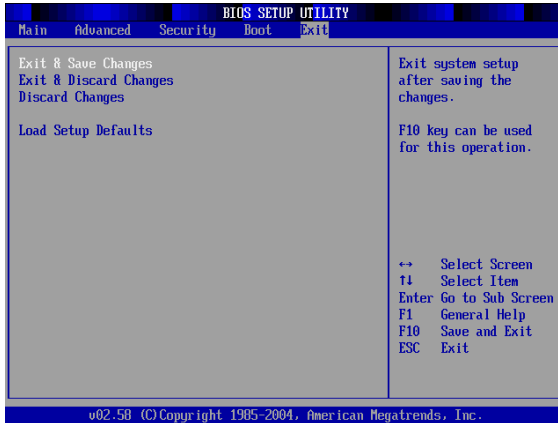 BIOS SETUP UTILITY
Main Advanced Security Boot Exit
Exit & Save Changes
Exit & Discard Changes
Discard Changes
Load Setup Defaults
Exit system setup
after saving the
changes.
F10 key can be used
for this operation.
↔ Select Screen
↑↓ Select Item
Enter Go to Sub Screen
F1 General Help
F10 Save and Exit
ESC Exit
v02.58 (C)Copyright 1985-2004, American Megatrends, Inc.